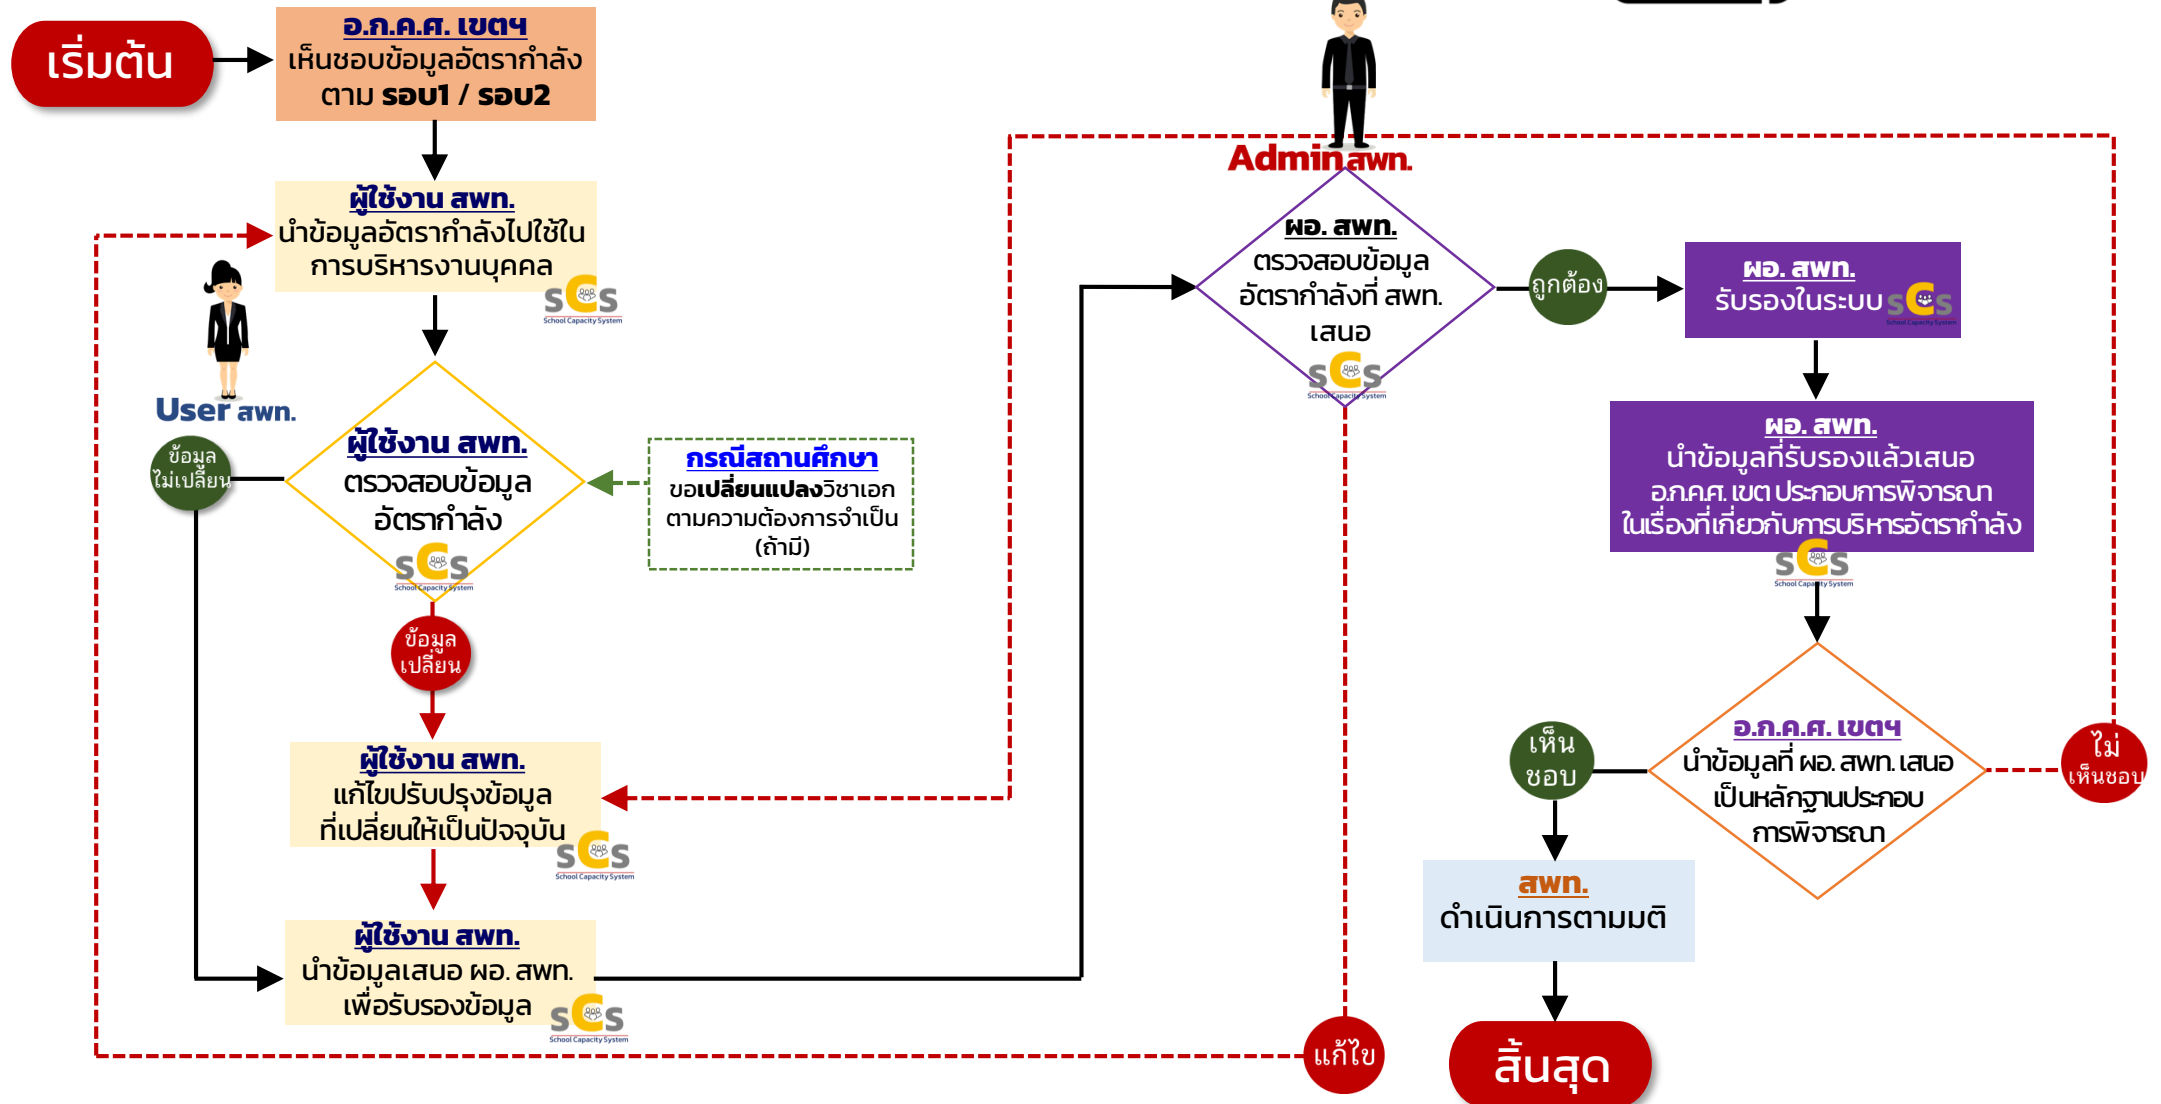 เริ่มต้น
อ.ก.ค.ศ. เขตฯ
เห็นชอบข้อมูลอัตรากำลัง
ตาม รอบ1 / รอบ2
ผู้ใช้งาน สพท.
นำข้อมูลอัตรากำลังไปใช้ใน
การบริหารงานบุคคล
sCs
School Capacity System
User สพท.
ข้อมูล
ไม่เปลี่ยน
ผู้ใช้งาน สพท.
ตรวจสอบข้อมูล
อัตรากำลัง
sCs
School Capacity System
กรณีสถานศึกษา
ขอเปลี่ยนแปลงวิชาเอก
ตามความต้องการจำเป็น
(ถ้ามี)
ข้อมูล
เปลี่ยน
ผู้ใช้งาน สพท.
แก้ไขปรับปรุงข้อมูล
ที่เปลี่ยนให้เป็นปัจจุบัน
sCs
School Capacity System
ผู้ใช้งาน สพท.
นำข้อมูลเสนอ ผอ. สพท.
เพื่อรับรองข้อมูล
sCs
School Capacity System
Admin สพท.
ผอ. สพท.
ตรวจสอบข้อมูล
อัตรากำลังที่ สพท.
เสนอ
sCs
School Capacity System
ถูกต้อง
แก้ไข
ผอ. สพท.
รับรองในระบบ sCs
School Capacity System
ผอ. สพท.
นำข้อมูลที่รับรองแล้วเสนอ
อ.ก.ค.ศ. เขต ประกอบการพิจารณา
ในเรื่องที่เกี่ยวกับการบริหารอัตรากำลัง
sCs
School Capacity System
อ.ก.ค.ศ. เขตฯ
นำข้อมูลที่ ผอ. สพท. เสนอ
เป็นหลักฐานประกอบ
การพิจารณา
ไม่
เห็นชอบ
เห็น
ชอบ
สพท.
ดำเนินการตามมติ
สิ้นสุด